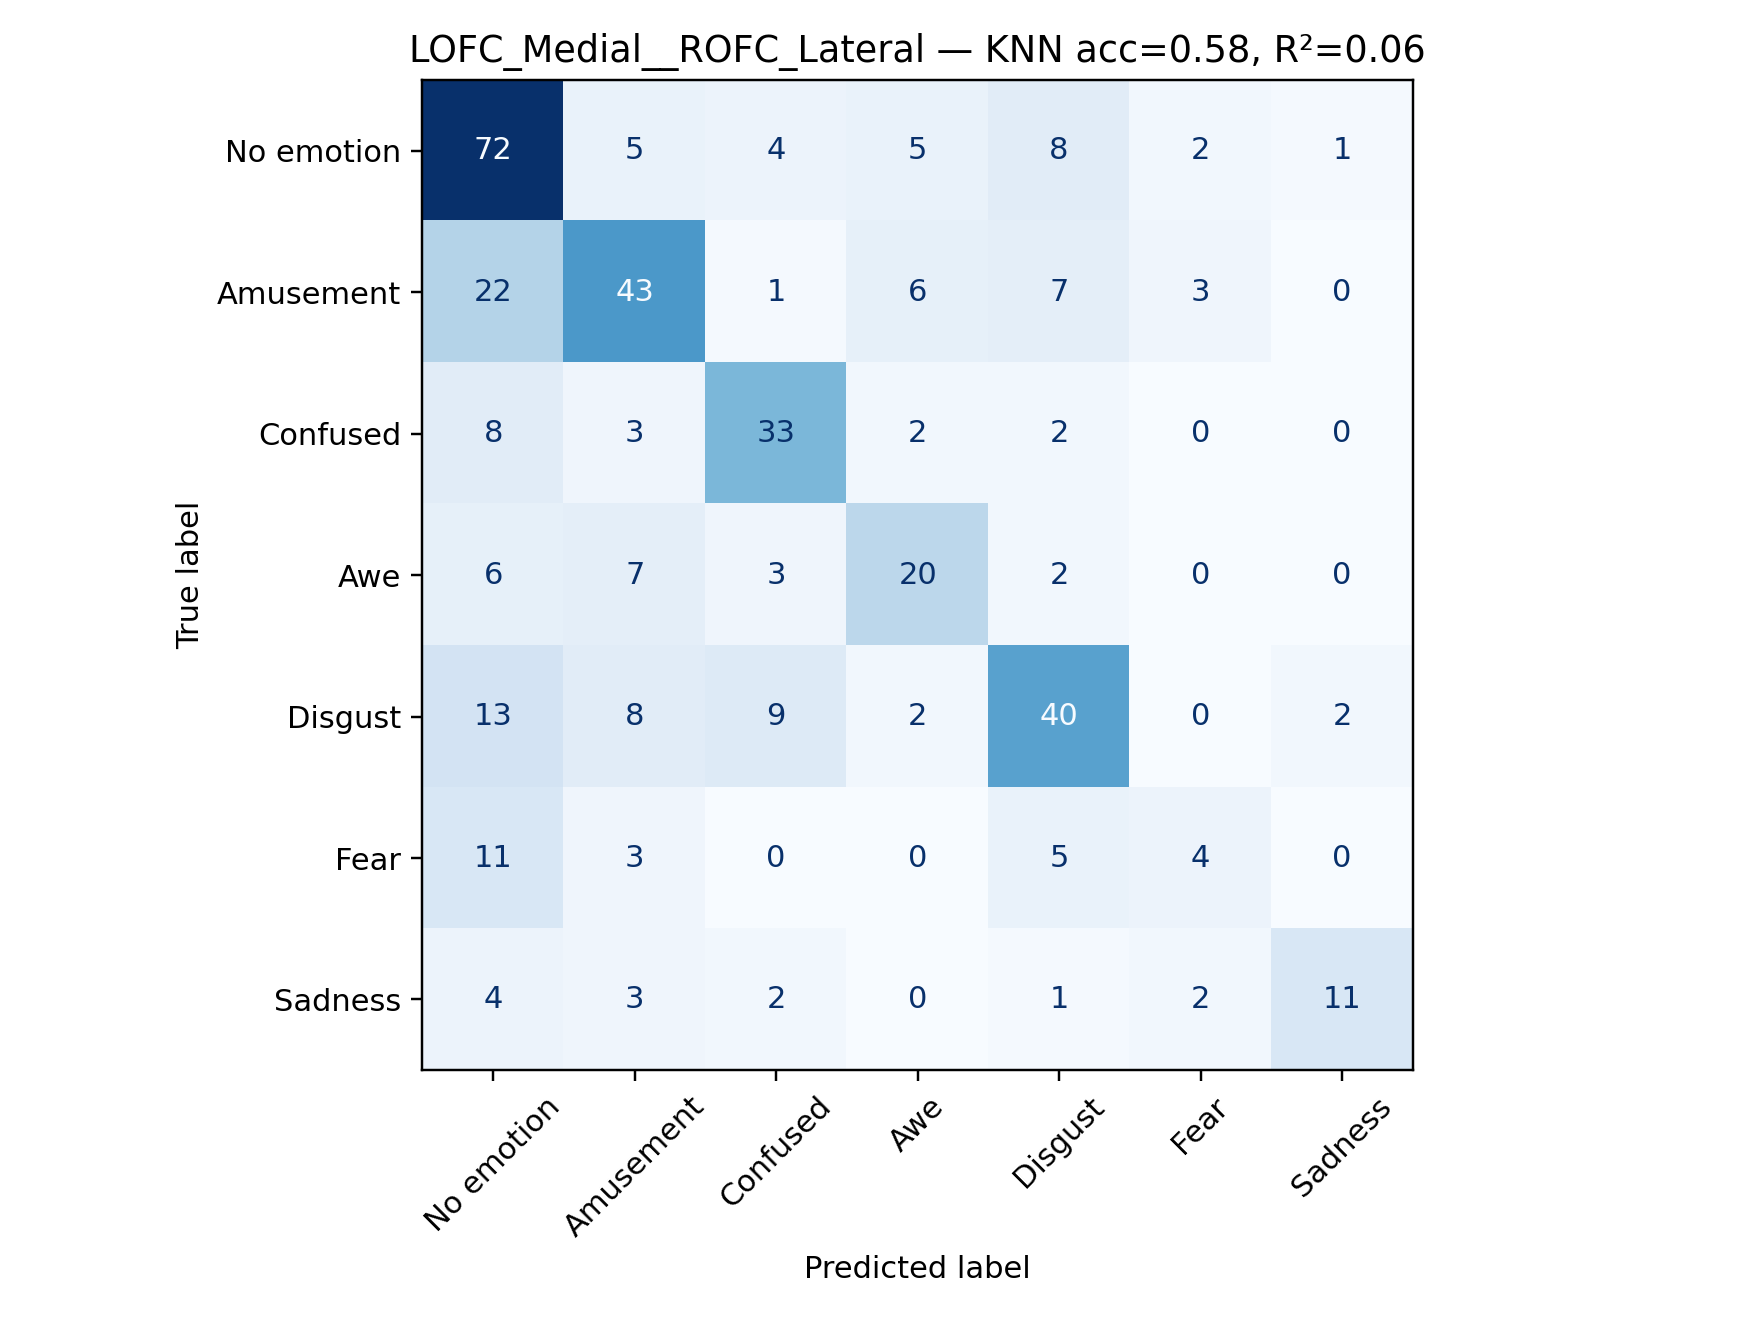 LOFC_Medial__ROFC_Lateral — KNN acc=0.58, R²=0.06
No emotion 72 5 4 5 8 2 1
Amusement 22 43 1 6 7 3 0
Confused 8 3 33 2 2 0 0
Awe 6 7 3 20 2 0 0
Disgust 13 8 9 2 40 0 2
Fear 11 3 0 0 5 4 0
Sadness 4 3 2 0 1 2 11
True label
No emotion Amusement Confused Awe Disgust Fear Sadness
Predicted label